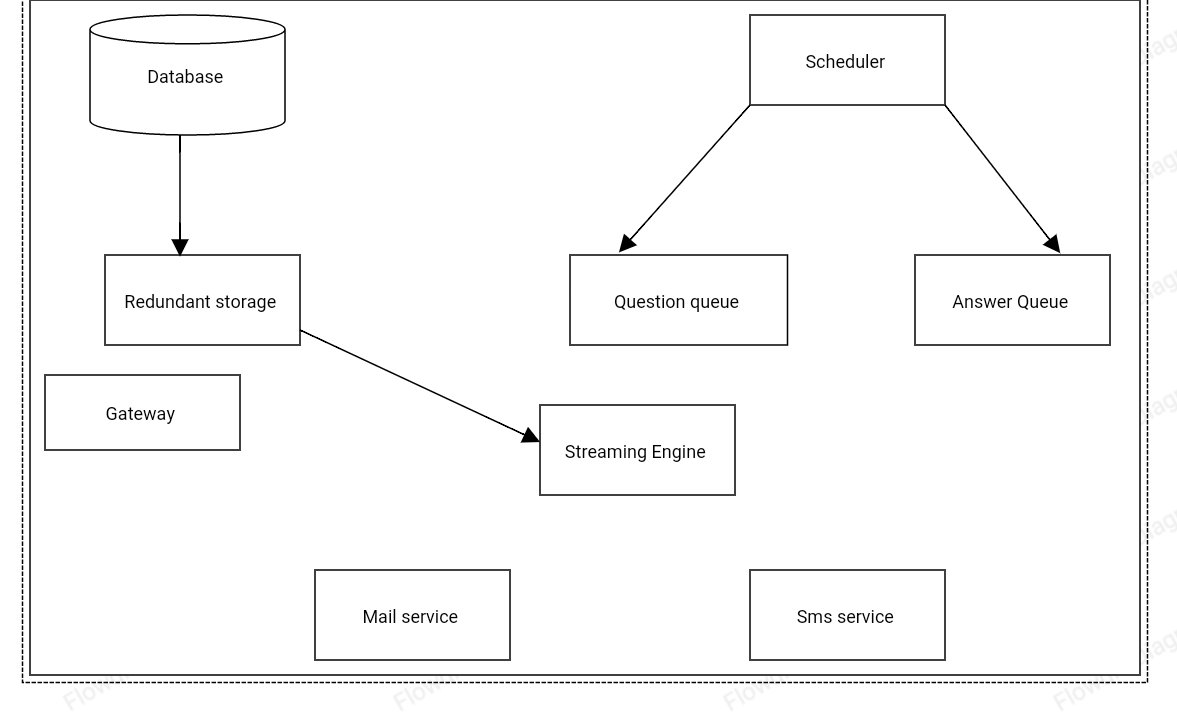 Database
Scheduler
Redundant storage
Question queue
Answer Queue
Gateway
Streaming Engine
Mail service
Sms service